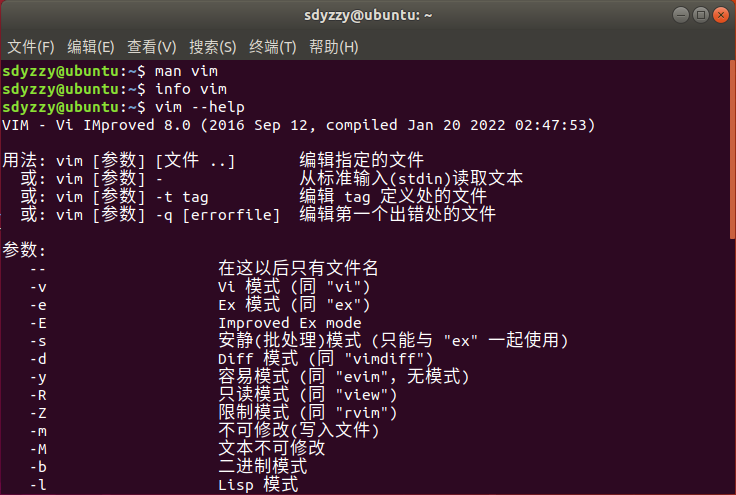 sdyzzy@ubuntu: ~
文件(F) 编辑(E) 查看(V) 搜索(S) 终端(T) 帮助(H)
sdyzzy@ubuntu:~$ man vim
sdyzzy@ubuntu:~$ info vim
sdyzzy@ubuntu:~$ vim --help
VIM - Vi IMproved 8.0 (2016 Sep 12, compiled Jan 20 2022 02:47:53)
用法: vim [参数] [文件 ..]       编辑指定的文件
  或: vim [参数] -               从标准输入(stdin)读取文本
  或: vim [参数] -t tag          编辑 tag 定义处的文件
  或: vim [参数] -q [errorfile]  编辑第一个出错处的文件
参数:
   --                   在这以后只有文件名
   -v                   Vi 模式 (同 "vi")
   -e                   Ex 模式 (同 "ex")
   -E                   Improved Ex mode
   -s                   安静(批处理)模式 (只能与 "ex" 一起使用)
   -d                   Diff 模式 (同 "vimdiff")
   -y                   容易模式 (同 "evim"，无模式)
   -R                   只读模式 (同 "view")
   -Z                   限制模式 (同 "rvim")
   -m                   不可修改(写入文件)
   -M                   文本不可修改
   -b                   二进制模式
   -l                   Lisp 模式